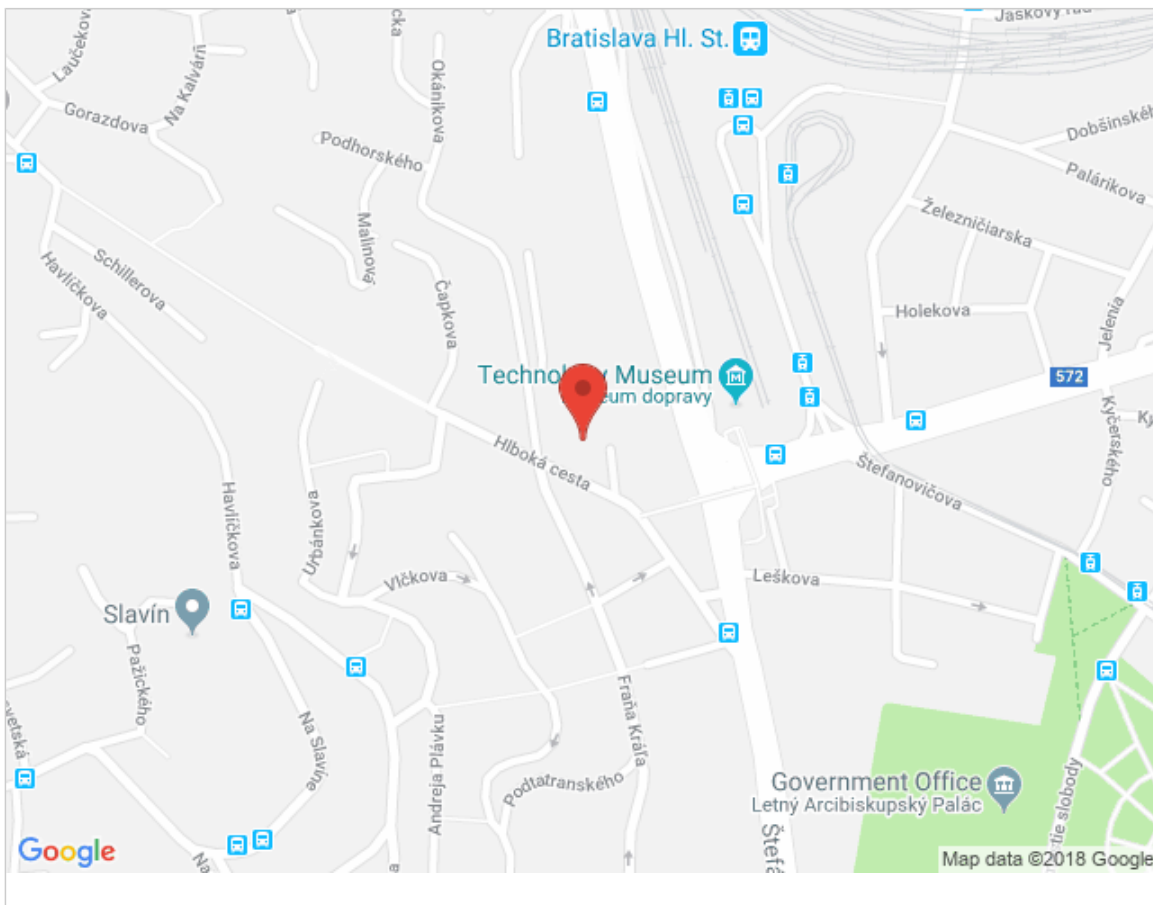 Jaskový rad
Bratislava Hl. St.
Laučekova
Na Kalvárii
Gorazdova
Okánikova
Podhorského
Dobšinského
Palárikova
Železničiarska
Malinová
Schillerova
Havlíčkova
Čapkova
Holekova
Jelenia
Technology Museum
Múzeum dopravy
572
Kyčerského
Hlboká cesta
Štefanovičova
Havlíčkova
Urbánkova
Vlčkova
Leškova
Slavín
Pažického
Fraňa Kráľa
Na Slavíne
Andreja Plávku
Podtatranského
Government Office
Letný Arcibiskupský Palác
Google
Map data ©2018 Google